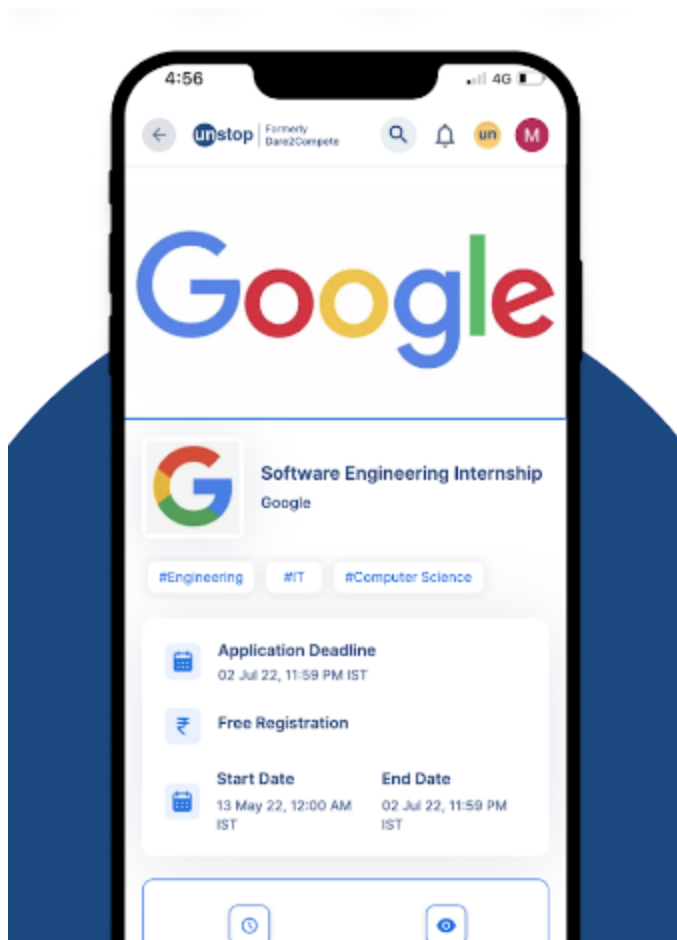 4:56
4G
unstop
Formerly
Dare2Compete
un
M
Google
G
Software Engineering Internship
Google
#Engineering
#IT
#Computer Science
Application Deadline
02 Jul 22, 11:59 PM IST
₹
Free Registration
Start Date
End Date
13 May 22, 12:00 AM
02 Jul 22, 11:59 PM
IST
IST